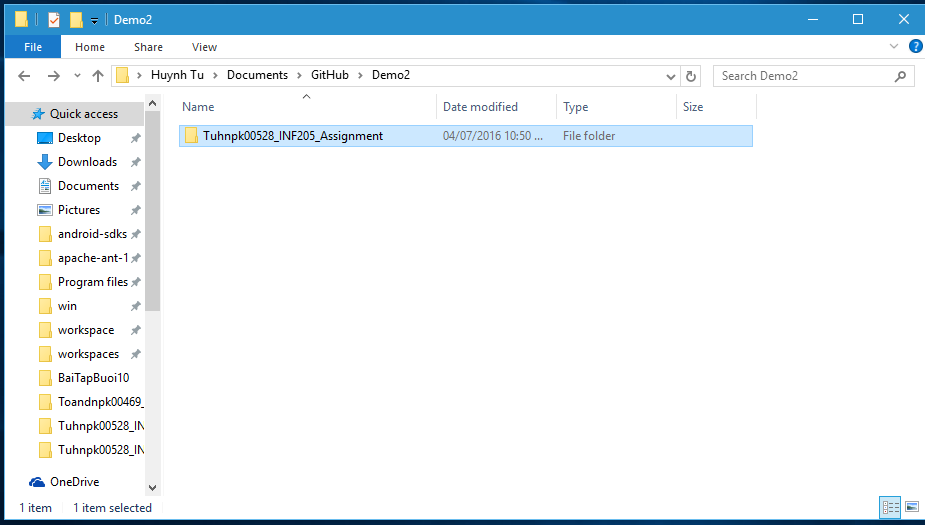 Demo2
File Home Share View
Huynh Tu Documents GitHub Demo2
Search Demo2
Name Date modified Type Size
Tuhnpk00528_INF205_Assignment 04/07/2016 10:50 ... File folder
Quick access
Desktop
Downloads
Documents
Pictures
android-sdks
apache-ant-1
Program files
win
workspace
workspaces
BaiTapBuoi10
Toandnpk00469_
Tuhnpk00528_IN
Tuhnpk00528_IN
OneDrive
1 item 1 item selected